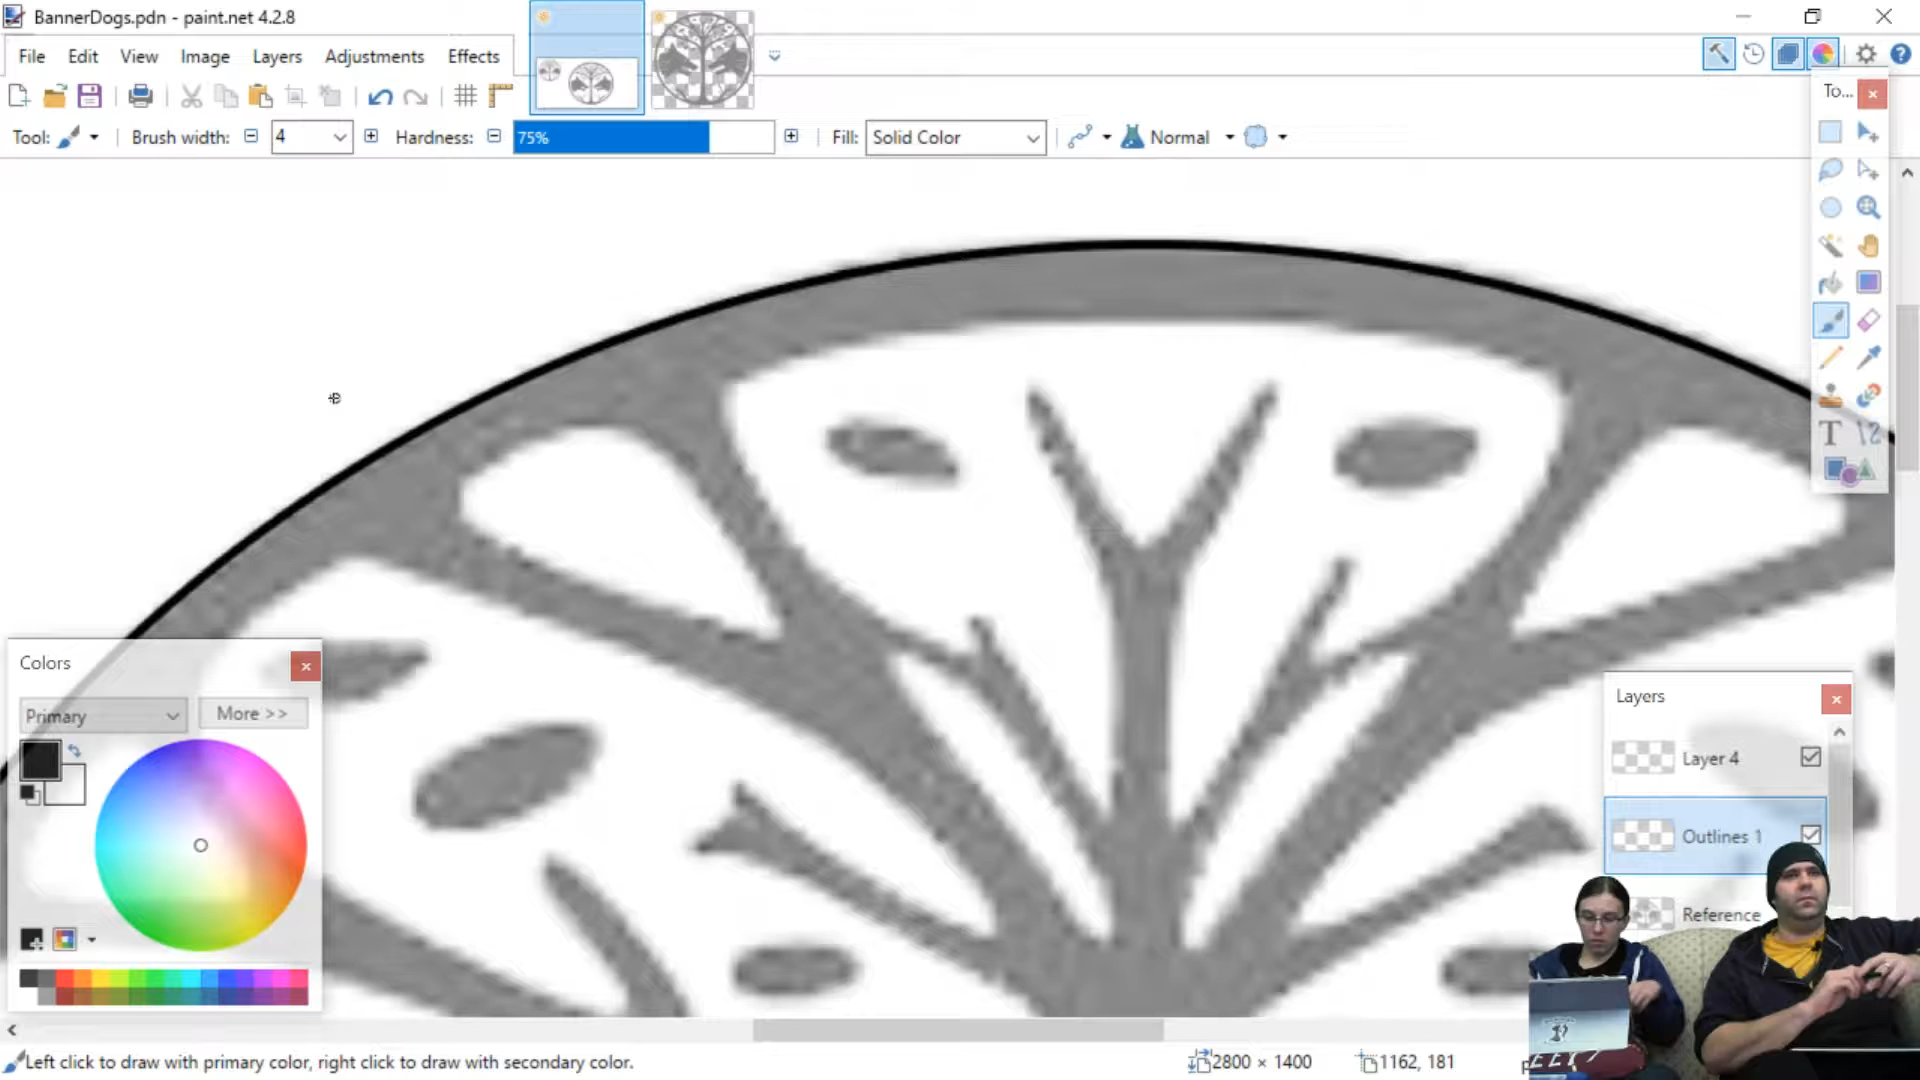 BannerDogs.pdn - paint.net 4.2.8
File Edit View Image Layers Adjustments Effects
Tool: Brush width: 4 Hardness: 75% Fill: Solid Color Normal
To...
Colors
Primary More >>
Layers
Layer 4
Outlines 1
Reference
Left click to draw with primary color, right click to draw with secondary color.
2800 × 1400 1162, 181